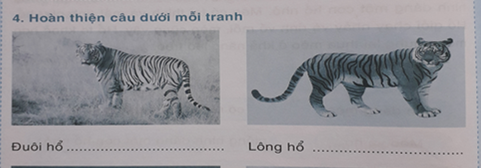 4. Hoàn thiện câu dưới mỗi tranh
Đuôi hổ ........................................
Lông hổ ........................................